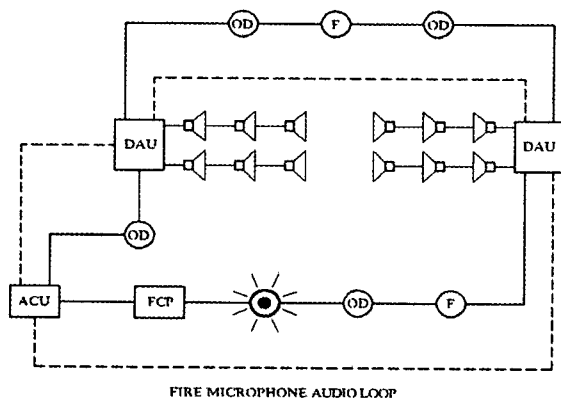 OD F OD
DAU DAU
OD
ACU FCP OD F
FIRE MICROPHONE AUDIO LOOP